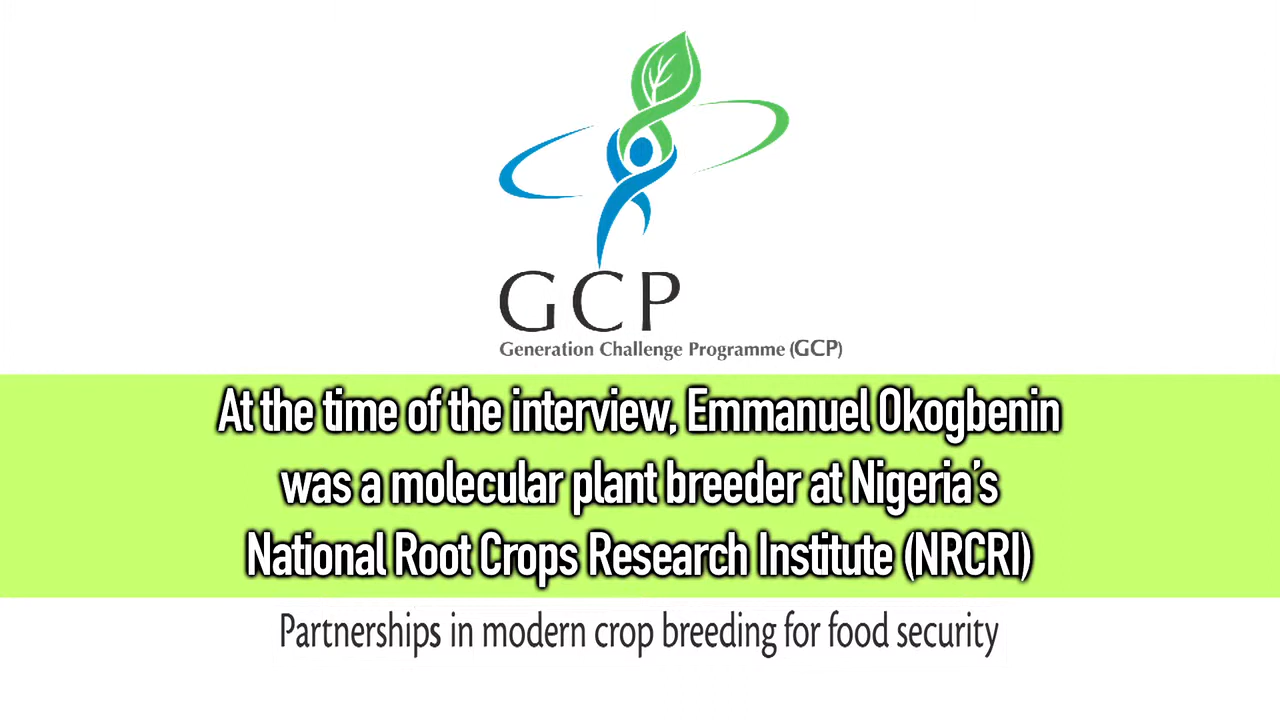 GCP
Generation Challenge Programme (GCP)
At the time of the interview, Emmanuel Okogbenin
was a molecular plant breeder at Nigeria’s
National Root Crops Research Institute (NRCRI)
Partnerships in modern crop breeding for food security